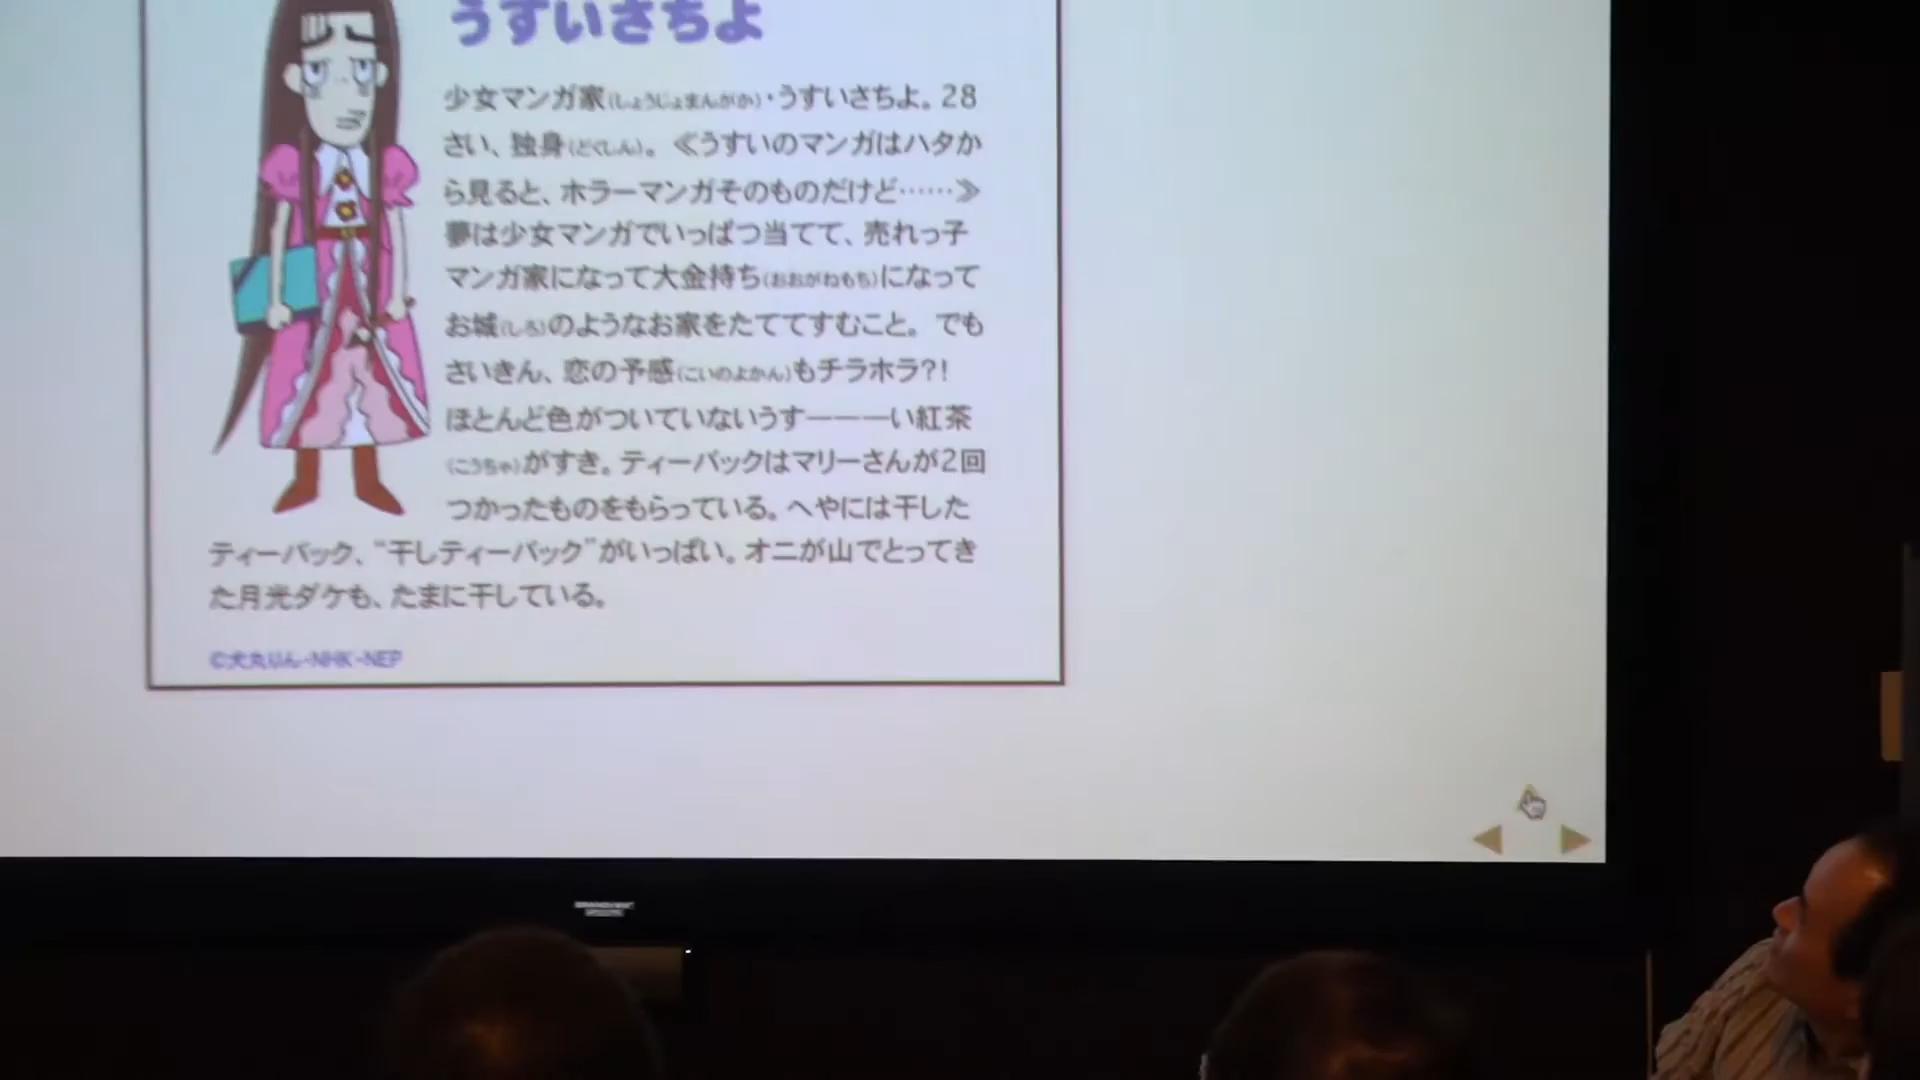 うすいさちよ
少女マンガ家(しょうじょまんがか)・うすいさちよ。28
さい、独身(どくしん)。≪うすいのマンガはハタか
ら見ると、ホラーマンガそのものだけど……≫
夢は少女マンガでいっぱつ当てて、売れっ子
マンガ家になって大金持ち(おおがねもち)になって
お城(しろ)のようなお家をたててすむこと。でも
さいきん、恋の予感(こいのよかん)もチラホラ?!
ほとんど色がついていないうすーーーい紅茶
(こうちゃ)がすき。ティーバックはマリーさんが2回
つかったものをもらっている。へやには干した
ティーバック、“干しティーバック”がいっぱい。オニが山でとってき
た月光ダケも、たまに干している。
©犬丸りん・NHK・NEP